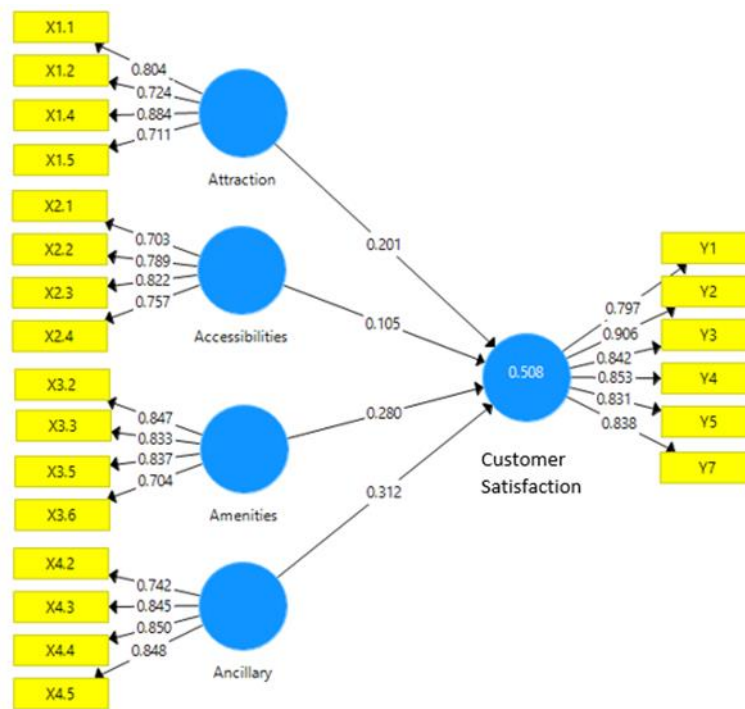 X1.1
X1.2
X1.4
X1.5
0.804
0.724
0.884
0.711
Attraction
X2.1
X2.2
X2.3
X2.4
0.703
0.789
0.822
0.757
Accessibilities
X3.2
X3.3
X3.5
X3.6
0.847
0.833
0.837
0.704
Amenities
X4.2
X4.3
X4.4
X4.5
0.742
0.845
0.850
0.848
Ancillary
0.201
0.105
0.280
0.312
0.508
Customer
Satisfaction
0.797
0.906
0.842
0.853
0.831
0.838
Y1
Y2
Y3
Y4
Y5
Y7